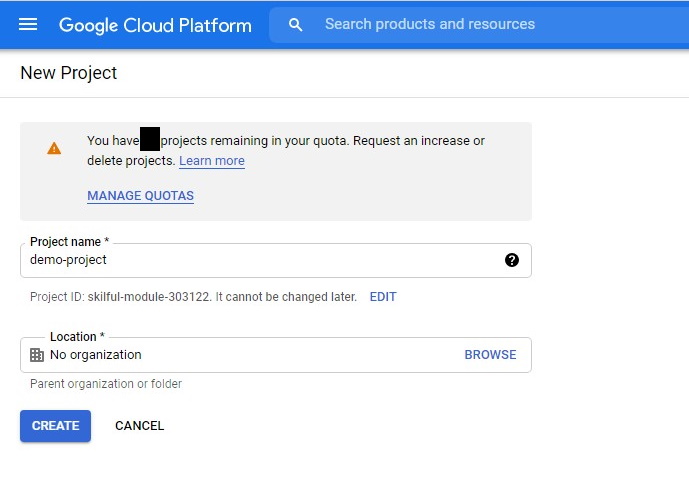 Google Cloud Platform
Search products and resources
New Project
You have projects remaining in your quota. Request an increase or
delete projects. Learn more
MANAGE QUOTAS
Project name *
demo-project
Project ID: skilful-module-303122. It cannot be changed later. EDIT
Location *
No organization BROWSE
Parent organization or folder
CREATE CANCEL